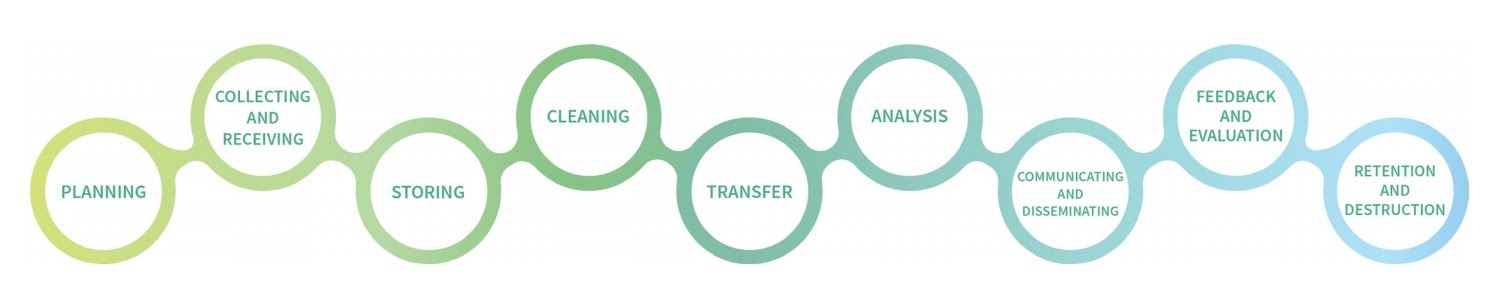 PLANNING
COLLECTING
AND
RECEIVING
STORING
CLEANING
TRANSFER
ANALYSIS
COMMUNICATING
AND
DISSEMINATING
FEEDBACK
AND
EVALUATION
RETENTION
AND
DESTRUCTION